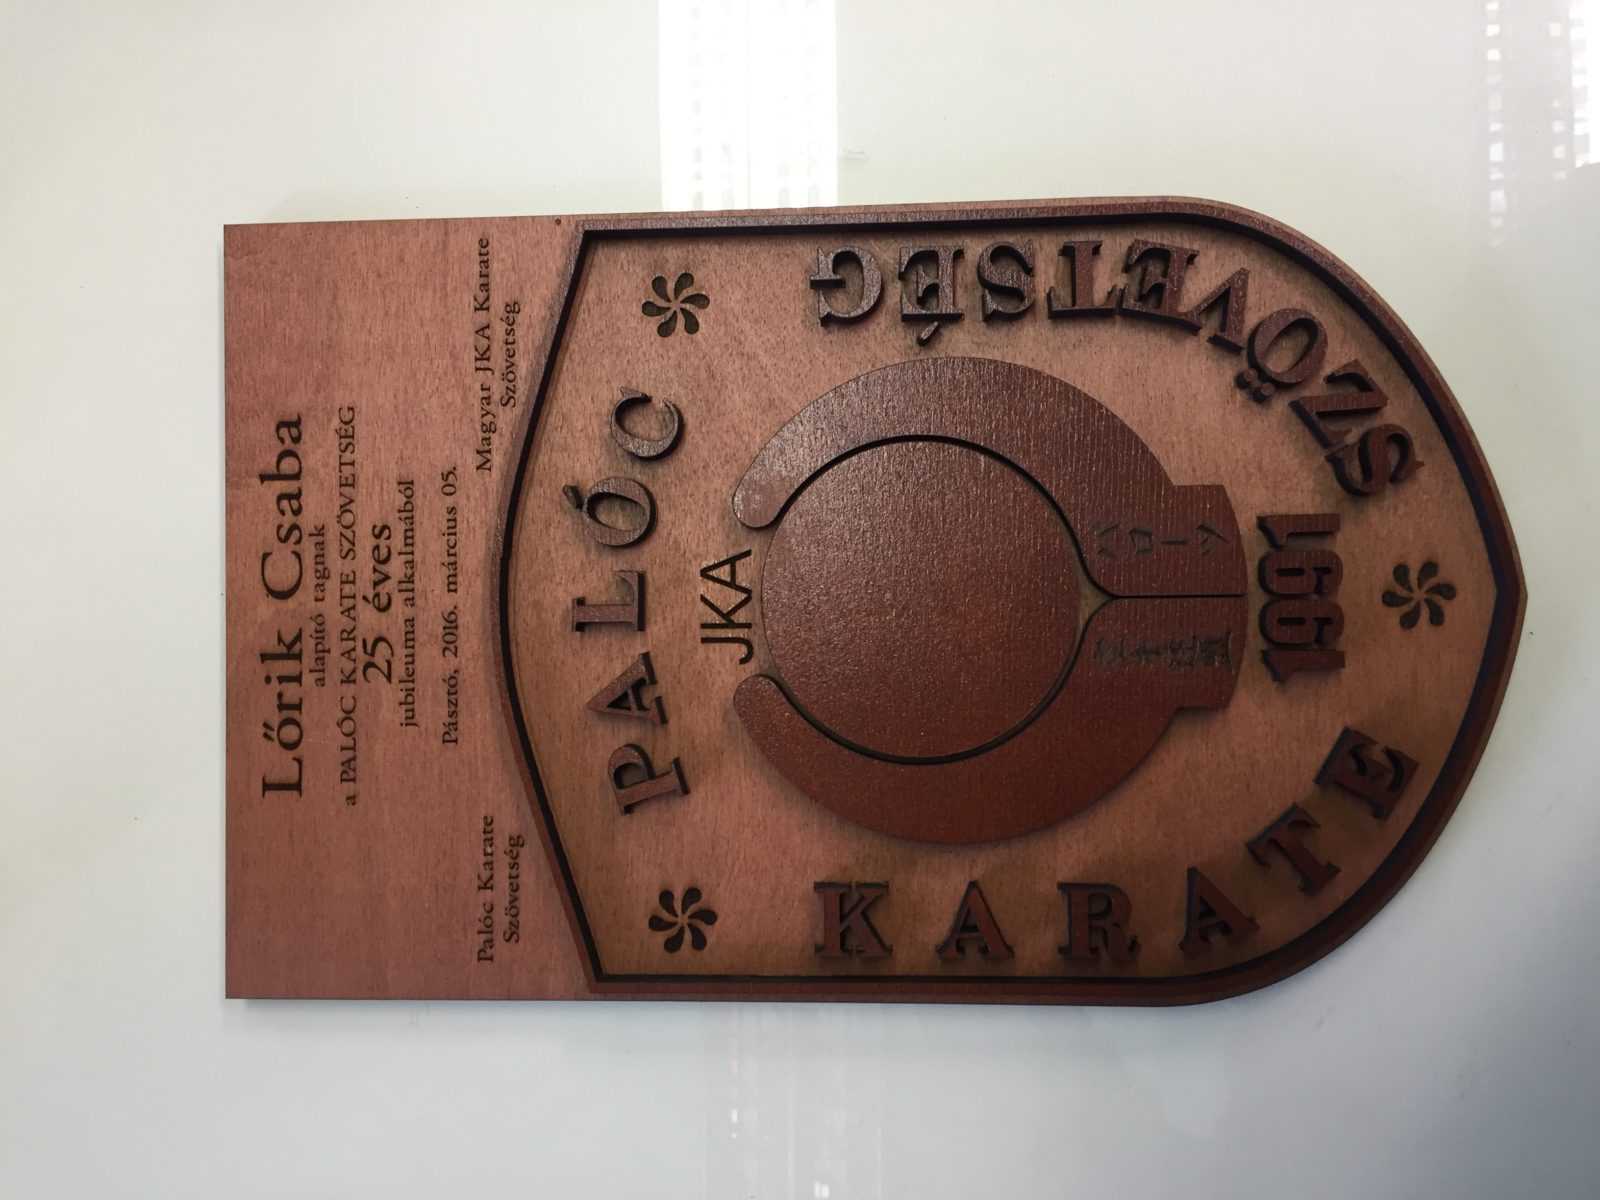 Lőrik Csaba
alapító tagnak
a PALÓC KARATE SZÖVETSÉG
25 éves
jubileuma alkalmából
Pásztó, 2016. március 05.
Palóc Karate
Szövetség
Magyar JKA Karate
Szövetség
PALÓC
JKA
KARATE
SZÖVETSÉG
1991